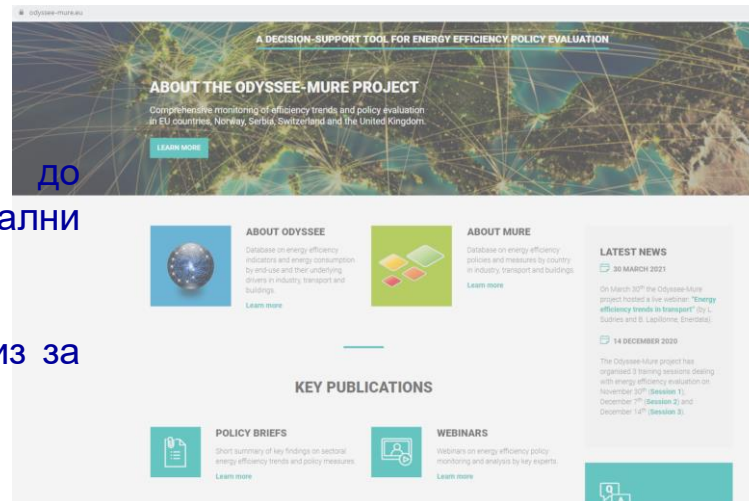 odyssee-mure.eu
A DECISION-SUPPORT TOOL FOR ENERGY EFFICIENCY POLICY EVALUATION
ABOUT THE ODYSSEE-MURE PROJECT
Comprehensive monitoring of efficiency trends and policy evaluation
in EU countries, Norway, Serbia, Switzerland and the United Kingdom.
LEARN MORE
до
ални
из за
ABOUT ODYSSEE
Database on energy efficiency
indicators and energy consumption
by end-use and their underlying
drivers in industry, transport and
buildings.
Learn more
ABOUT MURE
Database on energy efficiency
policies and measures by country
in industry, transport and buildings.
Learn more
LATEST NEWS
30 MARCH 2021
On March 30th the Odyssee-Mure
project hosted a live webinar: "Energy
efficiency trends in transport" (by L.
Sudries and B. Lapillonne, Enerdata)
14 DECEMBER 2020
The Odyssee-Mure project has
organised 3 training sessions dealing
with energy efficiency evaluation on
November 30th (Session 1),
December 7th (Session 2) and
December 14th (Session 3).
KEY PUBLICATIONS
POLICY BRIEFS
Short summary of key findings on sectoral
energy efficiency trends and policy measures
Learn more
WEBINARS
Webinars on energy efficiency policy
monitoring and analysis by key experts.
Learn more
Q
A